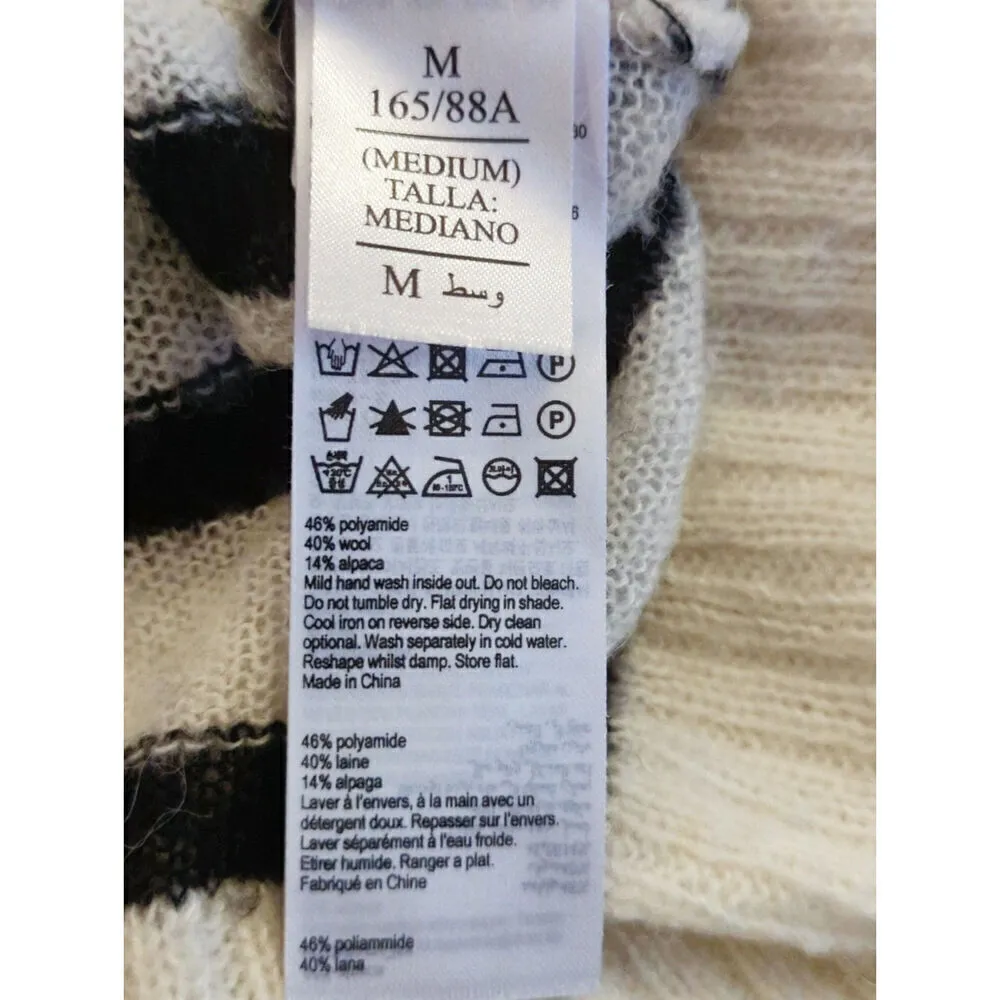 M
165/88A
(MEDIUM)
TALLA:
MEDIANO
M وسط
P
P
46% polyamide
40% wool
14% alpaca
Mild hand wash inside out. Do not bleach.
Do not tumble dry. Flat drying in shade.
Cool iron on reverse side. Dry clean
optional. Wash separately in cold water.
Reshape whilst damp. Store flat.
Made in China
46% polyamide
40% laine
14% alpaga
Laver à l'envers, à la main avec un
détergent doux. Repasser sur l'envers.
Laver séparément à l'eau froide.
Etirer humide. Ranger a plat.
Fabriqué en Chine
46% poliammide
40% lana